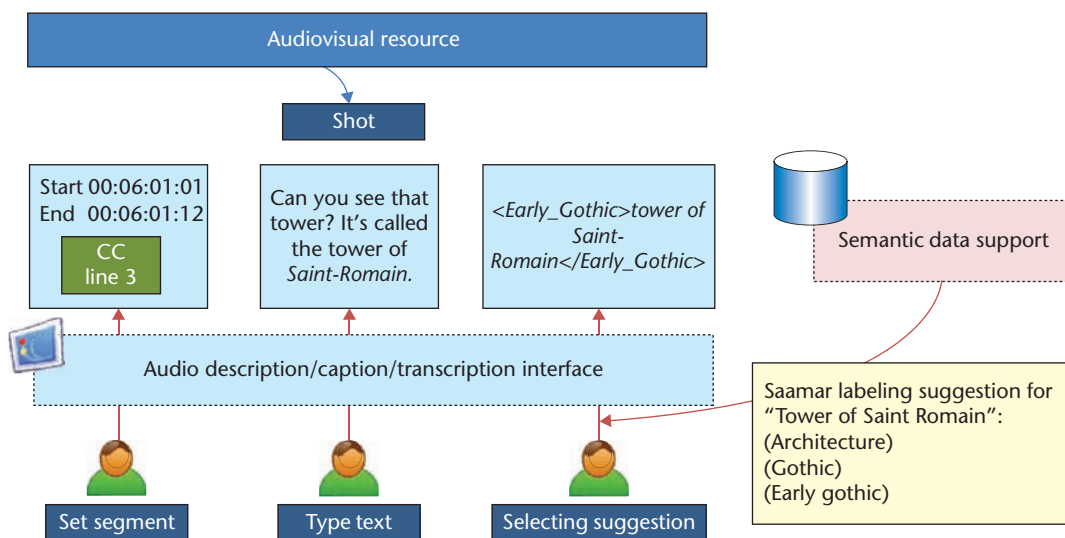 Audiovisual resource
Shot
Start 00:06:01:01
End 00:06:01:12
CC
line 3
Can you see that
tower? It's called
the tower of
Saint-Romain.
<Early_Gothic>tower of
Saint-
Romain</Early_Gothic>
Semantic data support
Audio description/caption/transcription interface
Saamar labeling suggestion for
“Tower of Saint Romain”:
(Architecture)
(Gothic)
(Early gothic)
Set segment
Type text
Selecting suggestion